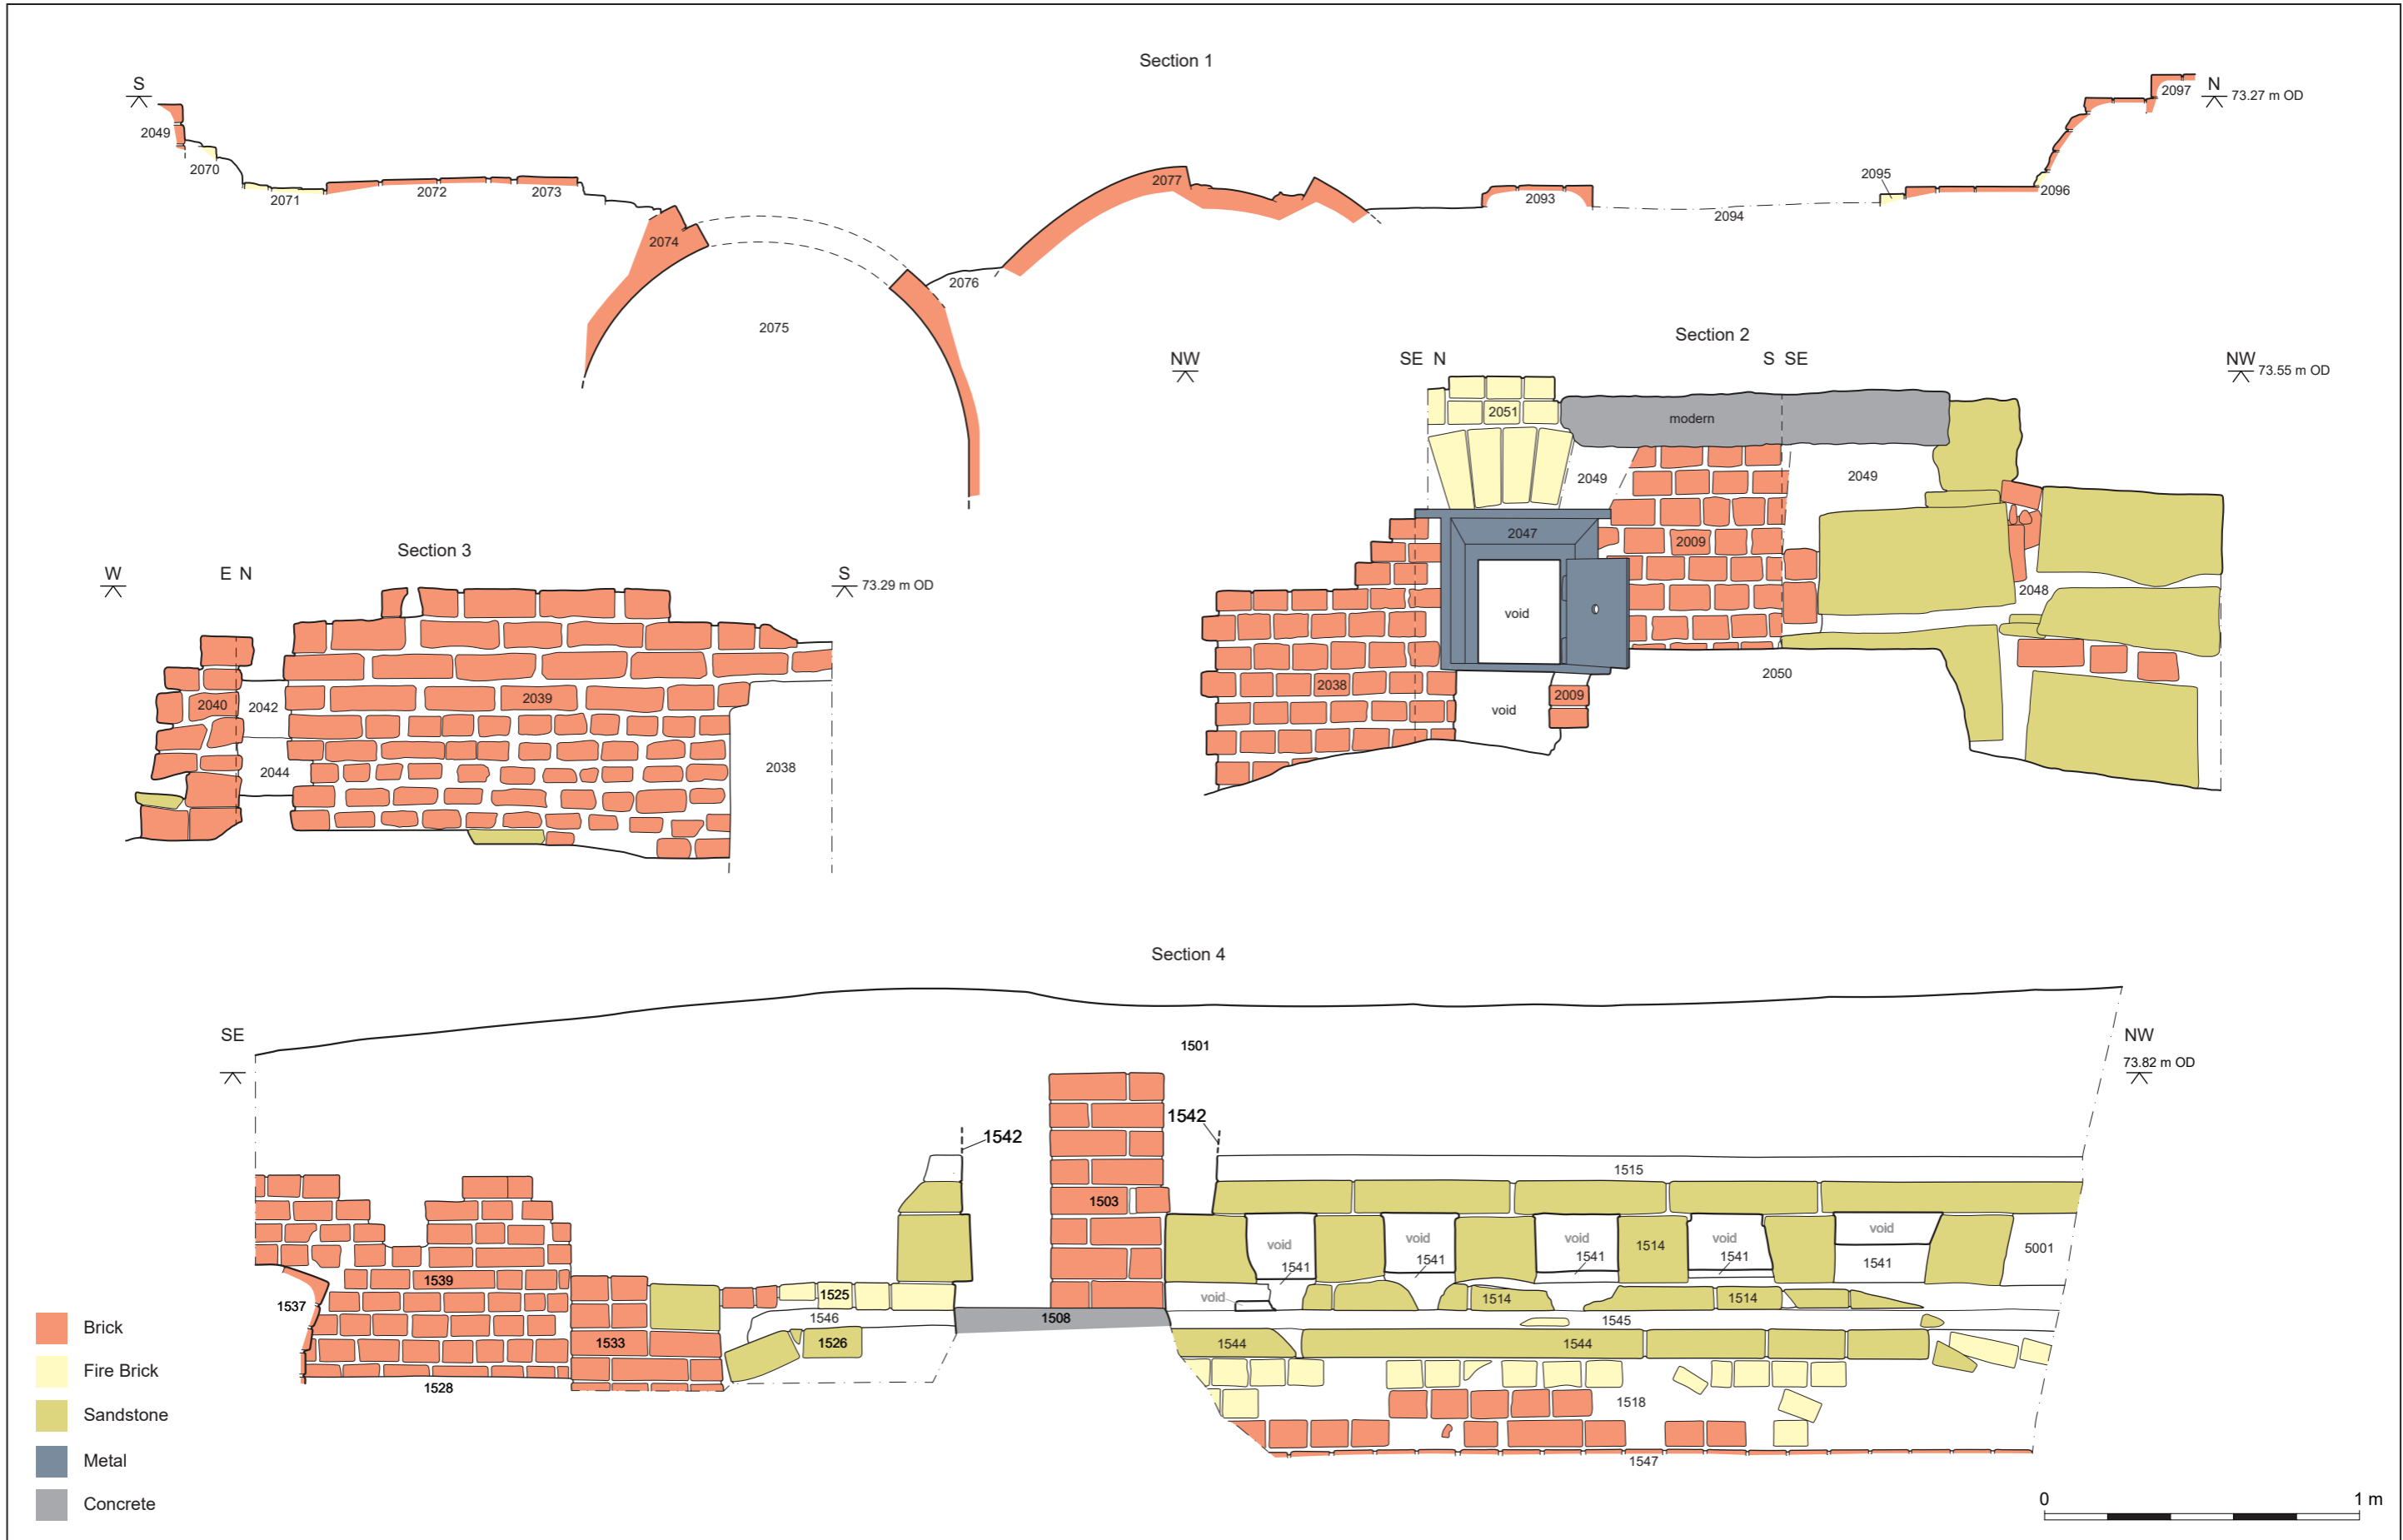 Section 1
S
N
73.27 m OD
2049
2070
2071
2072
2073
2074
2075
2076
2077
2093
2094
2095
2096
2097
Section 2
NW
SE N
S SE
NW
73.55 m OD
2051
modern
2049
2049
2047
2009
void
2048
2038
void
2009
2050
Section 3
W
E N
S
73.29 m OD
2040
2042
2039
2044
2038
Section 4
SE
NW
73.82 m OD
1501
1542
1542
1515
1503
void
void
void
void
void
1541
1541
1541
1514
1541
1541
5001
1539
1537
1525
void
1514
1514
1546
1508
1545
1533
1526
1544
1544
1528
1518
1547
Brick
Fire Brick
Sandstone
Metal
Concrete
0
1 m